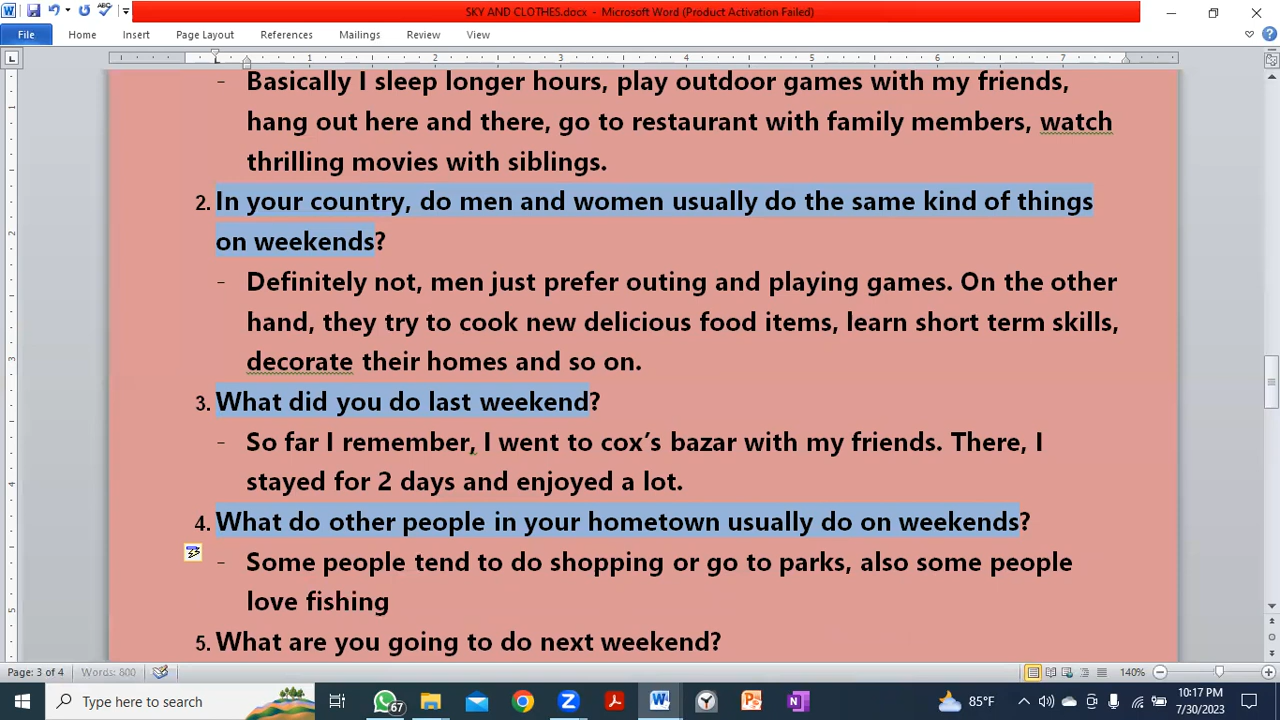 SKY AND CLOTHES.docx - Microsoft Word (Product Activation Failed)
File Home Insert Page Layout References Mailings Review View
1 2 3 4 5 6 7
- Basically I sleep longer hours, play outdoor games with my friends,
hang out here and there, go to restaurant with family members, watch
thrilling movies with siblings.
2. In your country, do men and women usually do the same kind of things
on weekends?
- Definitely not, men just prefer outing and playing games. On the other
hand, they try to cook new delicious food items, learn short term skills,
decorate their homes and so on.
3. What did you do last weekend?
- So far I remember, I went to cox's bazar with my friends. There, I
stayed for 2 days and enjoyed a lot.
4. What do other people in your hometown usually do on weekends?
- Some people tend to do shopping or go to parks, also some people
love fishing
5. What are you going to do next weekend?
Page: 3 of 4 Words: 800 140%
Type here to search 67 85°F 10:17 PM
7/30/2023